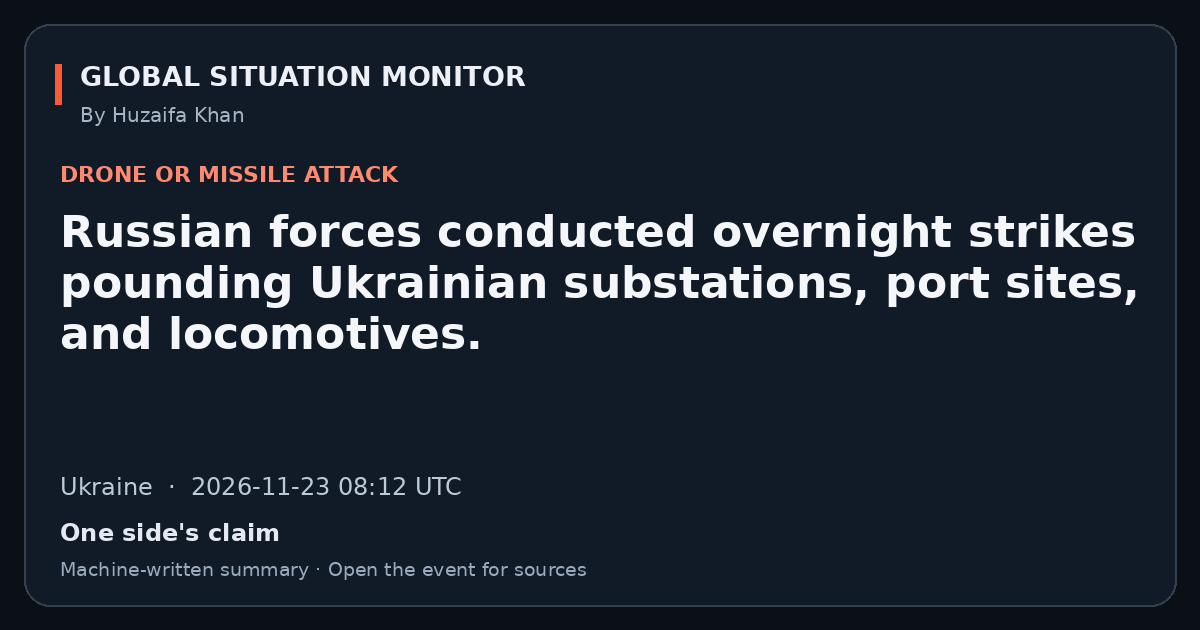 GLOBAL SITUATION MONITOR
By Huzaifa Khan
DRONE OR MISSILE ATTACK
Russian forces conducted overnight strikes
pounding Ukrainian substations, port sites,
and locomotives.
Ukraine · 2026-11-23 08:12 UTC
One side's claim
Machine-written summary · Open the event for sources